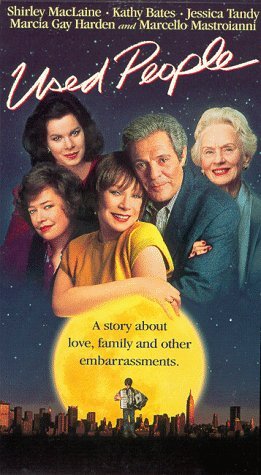 Shirley MacLaine · Kathy Bates · Jessica Tandy
Marcia Gay Harden and Marcello Mastroianni
Used People
A story about
love, family and other
embarrassments.